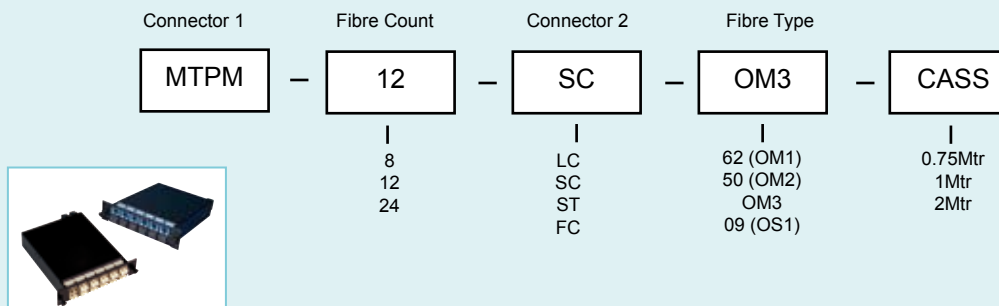 Connector 1 Fibre Count Connector 2 Fibre Type
MTPM – 12 – SC – OM3 – CASS
8 LC 62 (OM1) 0.75Mtr
12 SC 50 (OM2) 1Mtr
24 ST OM3 2Mtr
FC 09 (OS1)